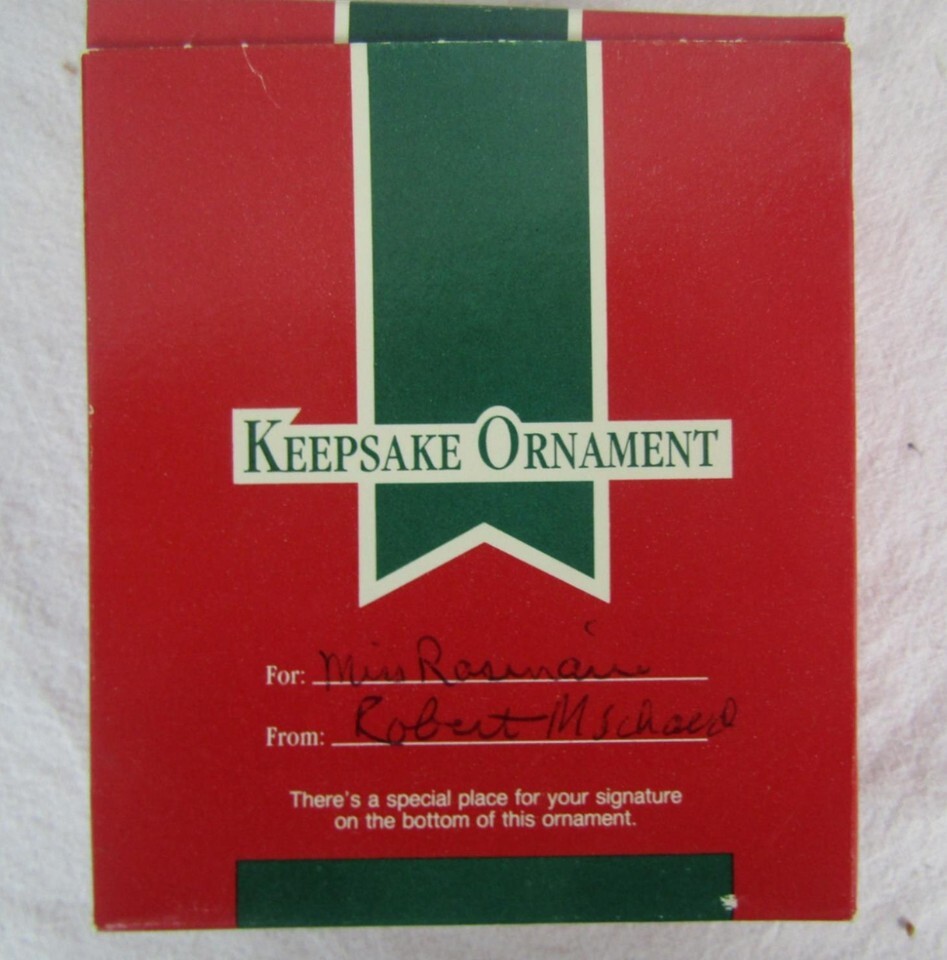 KEEPSAKE ORNAMENT
For: Miss
From: Robert
There's a special place for your signature
on the bottom of this ornament.